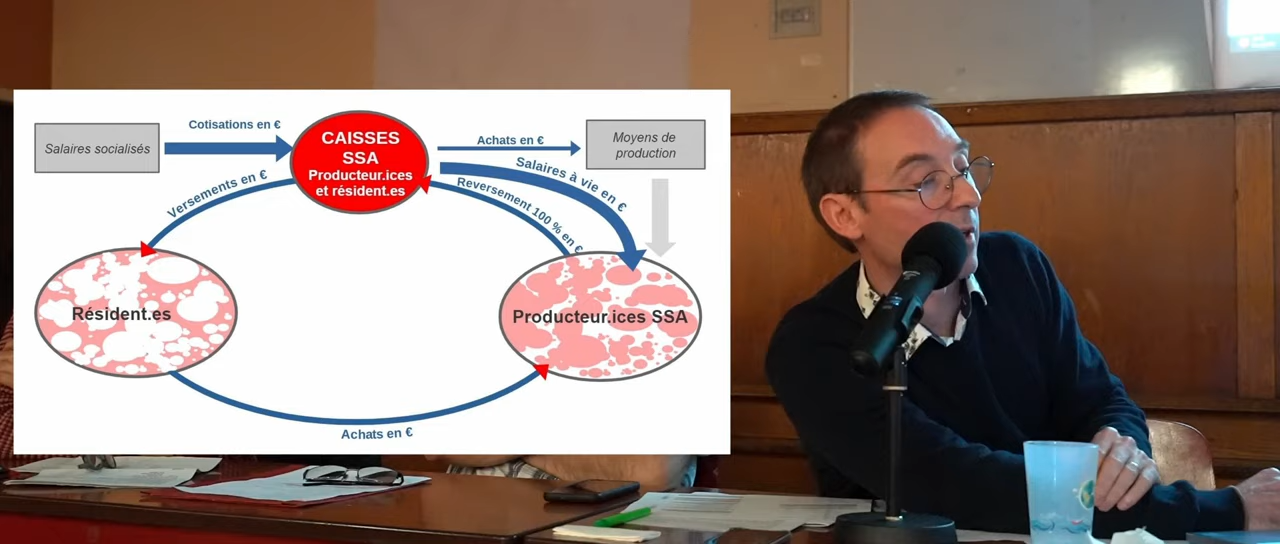 Salaires socialisés
Cotisations en €
CAISSES
SSA
Producteur.ices
et résident.es
Achats en €
Moyens de
production
Salaires à vie en €
Reversement 100 % en €
Versements en €
Résident.es
Producteur.ices SSA
Achats en €